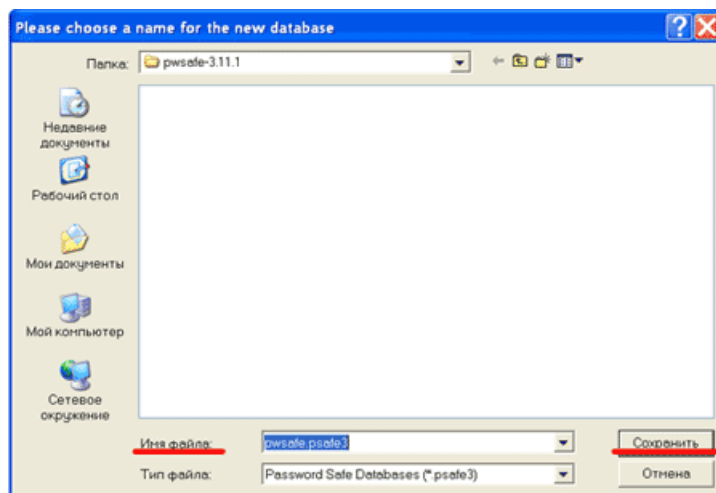 Please choose a name for the new database
Папка: pwsafe-3.11.1
Недавние
документы
Рабочий стол
Мои документы
Мой компьютер
Сетевое
окружение
Имя файла: pwsafe.psafe3 Сохранить
Тип файла: Password Safe Databases (*.psafe3) Отмена